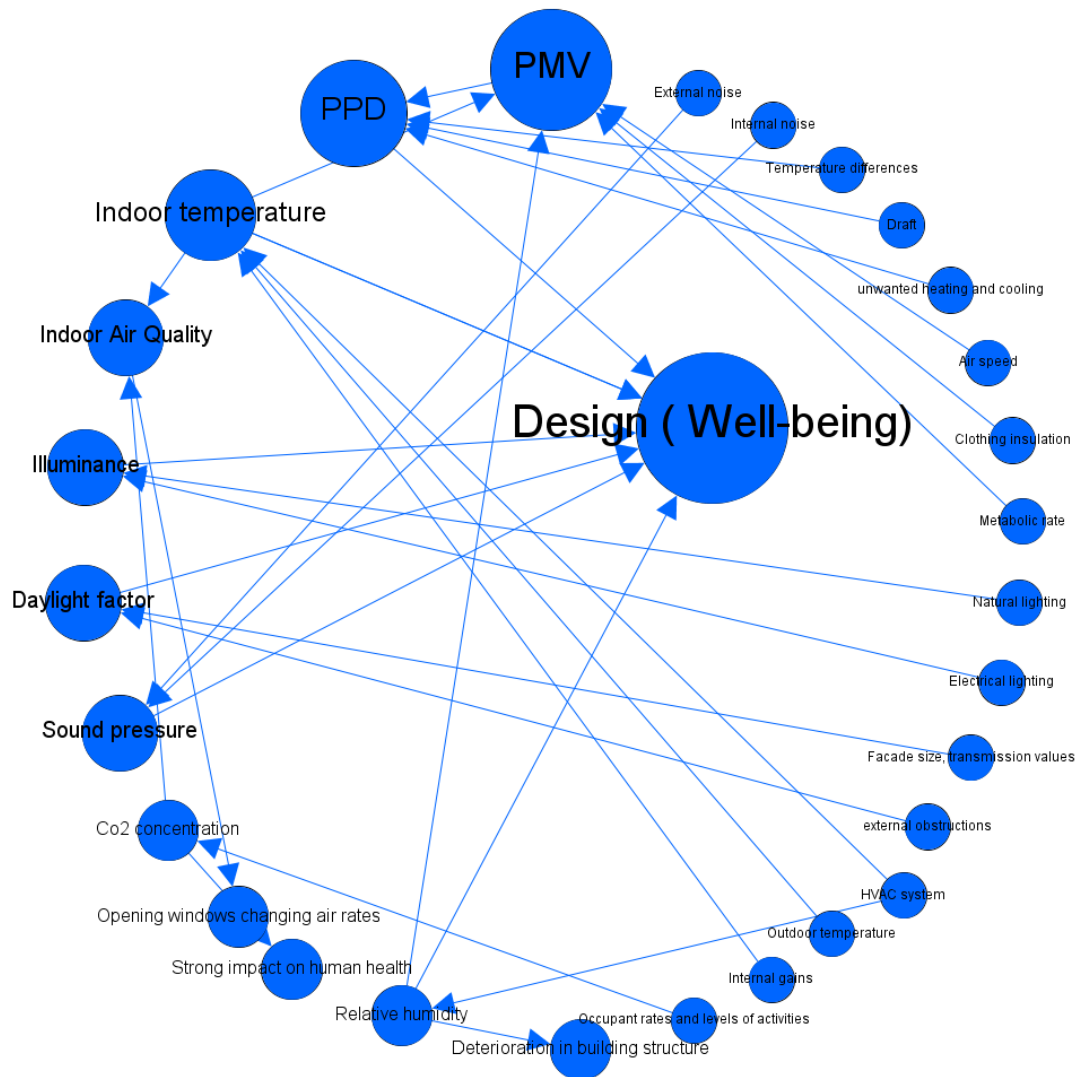 PMV
PPD
External noise
Internal noise
Temperature differences
Indoor temperature
Draft
unwanted heating and cooling
Indoor Air Quality
Air speed
Design ( Well-being)
Clothing insulation
Illuminance
Metabolic rate
Daylight factor
Natural lighting
Electrical lighting
Sound pressure
Facade size, transmission values
Co2 concentration
external obstructions
HVAC system
Opening windows changing air rates
Outdoor temperature
Strong impact on human health
Internal gains
Relative humidity
Occupant rates and levels of activities
Deterioration in building structure